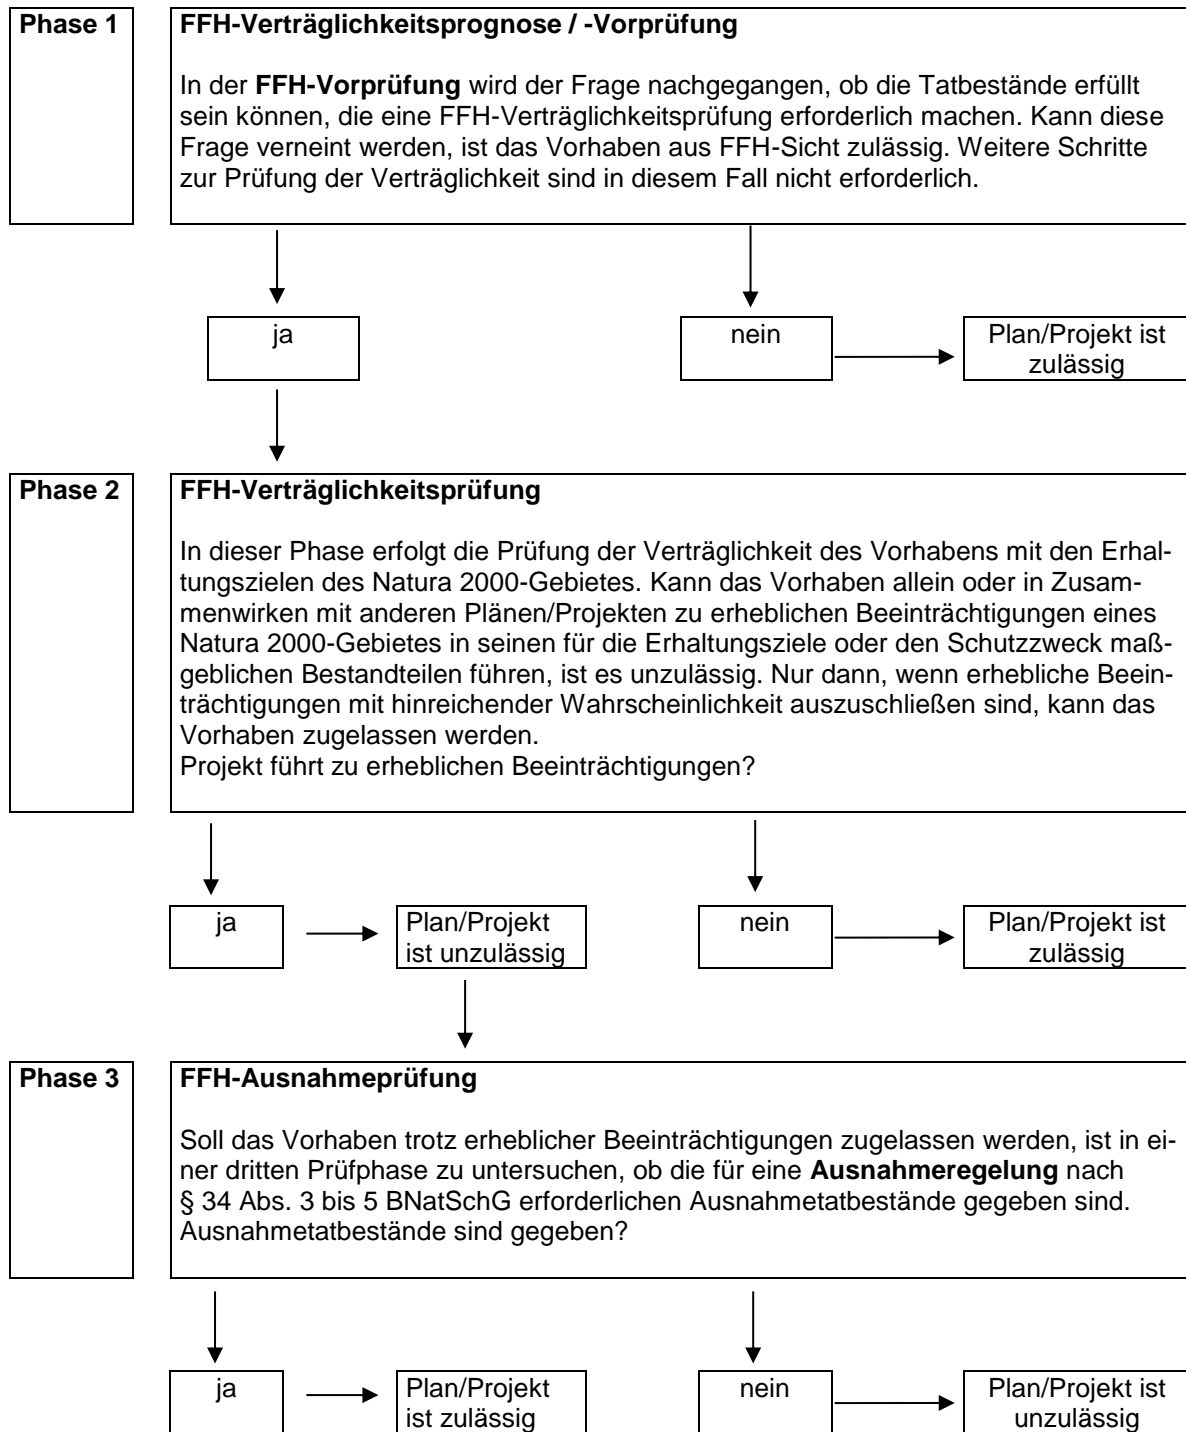 Phase 1
FFH-Verträglichkeitsprognose / -Vorprüfung
In der FFH-Vorprüfung wird der Frage nachgegangen, ob die Tatbestände erfüllt
sein können, die eine FFH-Verträglichkeitsprüfung erforderlich machen. Kann diese
Frage verneint werden, ist das Vorhaben aus FFH-Sicht zulässig. Weitere Schritte
zur Prüfung der Verträglichkeit sind in diesem Fall nicht erforderlich.
ja
nein
Plan/Projekt ist
zulässig
Phase 2
FFH-Verträglichkeitsprüfung
In dieser Phase erfolgt die Prüfung der Verträglichkeit des Vorhabens mit den Erhal-
tungszielen des Natura 2000-Gebietes. Kann das Vorhaben allein oder in Zusam-
menwirken mit anderen Plänen/Projekten zu erheblichen Beeinträchtigungen eines
Natura 2000-Gebietes in seinen für die Erhaltungsziele oder den Schutzzweck maß-
geblichen Bestandteilen führen, ist es unzulässig. Nur dann, wenn erhebliche Beein-
trächtigungen mit hinreichender Wahrscheinlichkeit auszuschließen sind, kann das
Vorhaben zugelassen werden.
Projekt führt zu erheblichen Beeinträchtigungen?
ja
Plan/Projekt
ist unzulässig
nein
Plan/Projekt ist
zulässig
Phase 3
FFH-Ausnahmeprüfung
Soll das Vorhaben trotz erheblicher Beeinträchtigungen zugelassen werden, ist in ei-
ner dritten Prüfphase zu untersuchen, ob die für eine Ausnahmeregelung nach
§ 34 Abs. 3 bis 5 BNatSchG erforderlichen Ausnahmetatbestände gegeben sind.
Ausnahmetatbestände sind gegeben?
ja
Plan/Projekt
ist zulässig
nein
Plan/Projekt ist
unzulässig